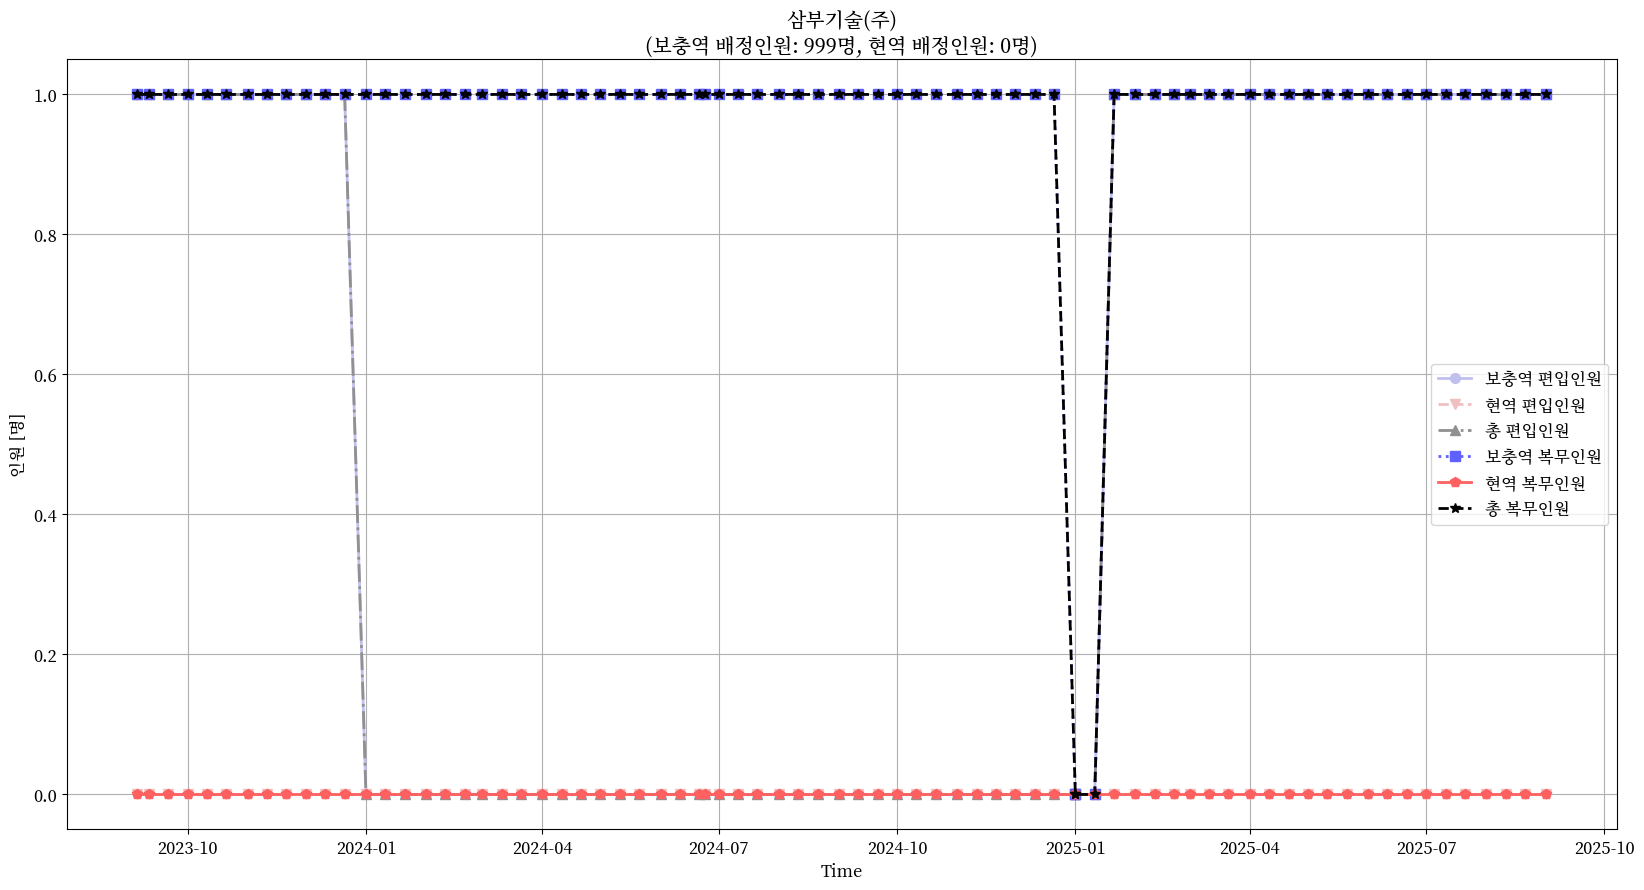 삼부기술(주)
(보충역 배정인원: 999명, 현역 배정인원: 0명)
인원 [명]
1.0
0.8
0.6
0.4
0.2
0.0
보충역 편입인원
현역 편입인원
총 편입인원
보충역 복무인원
현역 복무인원
총 복무인원
2023-10
2024-01
2024-04
2024-07
2024-10
2025-01
2025-04
2025-07
2025-10
Time